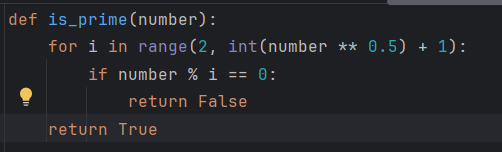 def is_prime(number):
    for i in range(2, int(number ** 0.5) + 1):
        if number % i == 0:
            return False
    return True